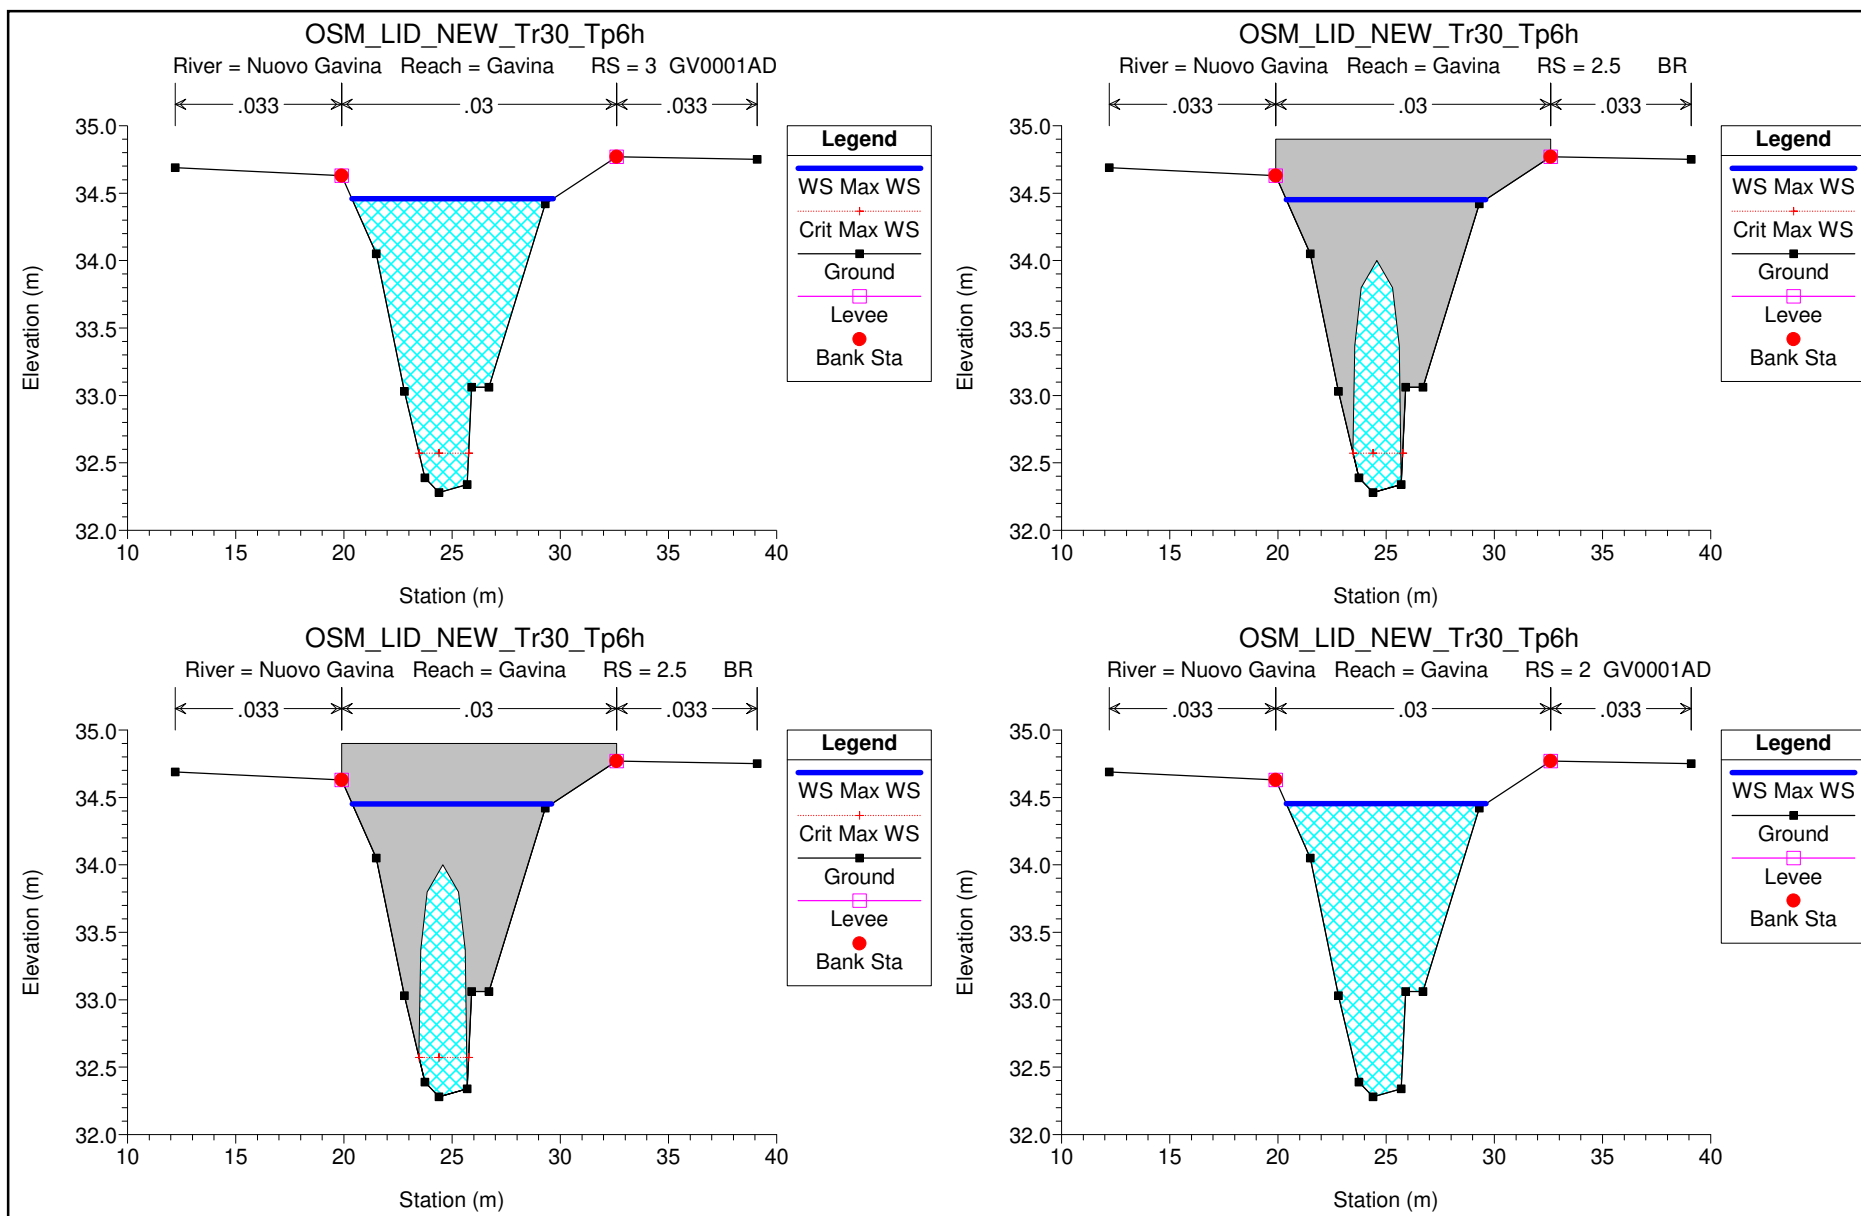 OSM_LID_NEW_Tr30_Tp6h
River = Nuovo Gavina Reach = Gavina RS = 3 GV0001AD
.033 .03 .033
35.0
34.5
34.0
33.5
33.0
32.5
32.0
10 15 20 25 30 35 40
Station (m)
Elevation (m)
Legend
WS Max WS
Crit Max WS
Ground
Levee
Bank Sta
OSM_LID_NEW_Tr30_Tp6h
River = Nuovo Gavina Reach = Gavina RS = 2.5 BR
.033 .03 .033
35.0
34.5
34.0
33.5
33.0
32.5
32.0
10 15 20 25 30 35 40
Station (m)
Elevation (m)
Legend
WS Max WS
Crit Max WS
Ground
Levee
Bank Sta
OSM_LID_NEW_Tr30_Tp6h
River = Nuovo Gavina Reach = Gavina RS = 2.5 BR
.033 .03 .033
35.0
34.5
34.0
33.5
33.0
32.5
32.0
10 15 20 25 30 35 40
Station (m)
Elevation (m)
Legend
WS Max WS
Crit Max WS
Ground
Levee
Bank Sta
OSM_LID_NEW_Tr30_Tp6h
River = Nuovo Gavina Reach = Gavina RS = 2 GV0001AD
.033 .03 .033
35.0
34.5
34.0
33.5
33.0
32.5
32.0
10 15 20 25 30 35 40
Station (m)
Elevation (m)
Legend
WS Max WS
Ground
Levee
Bank Sta